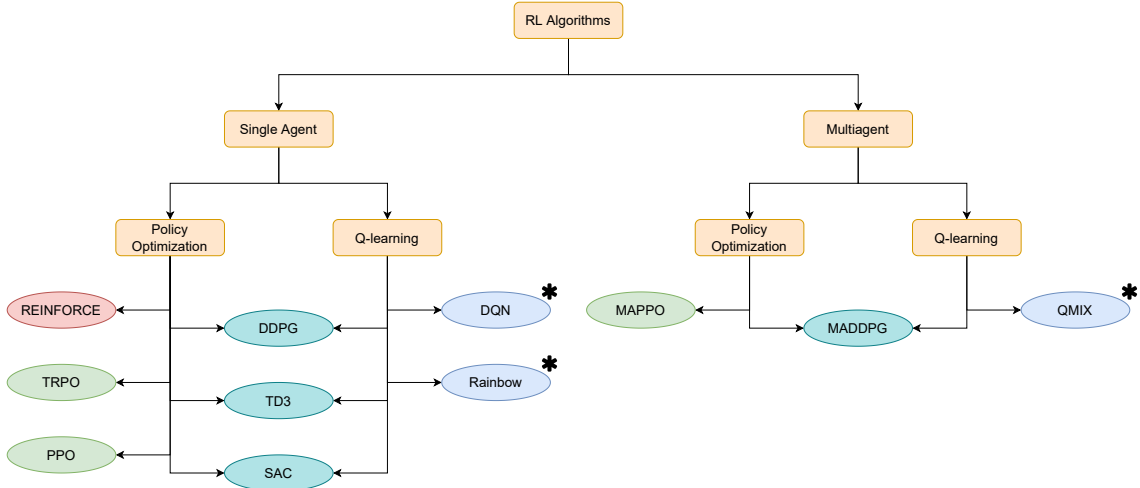 RL Algorithms
Single Agent
Multiagent
Policy
Optimization
Q-learning
Policy
Optimization
Q-learning
REINFORCE
DDPG
DQN
✱
MAPPO
MADDPG
QMIX
✱
TRPO
TD3
Rainbow
✱
PPO
SAC